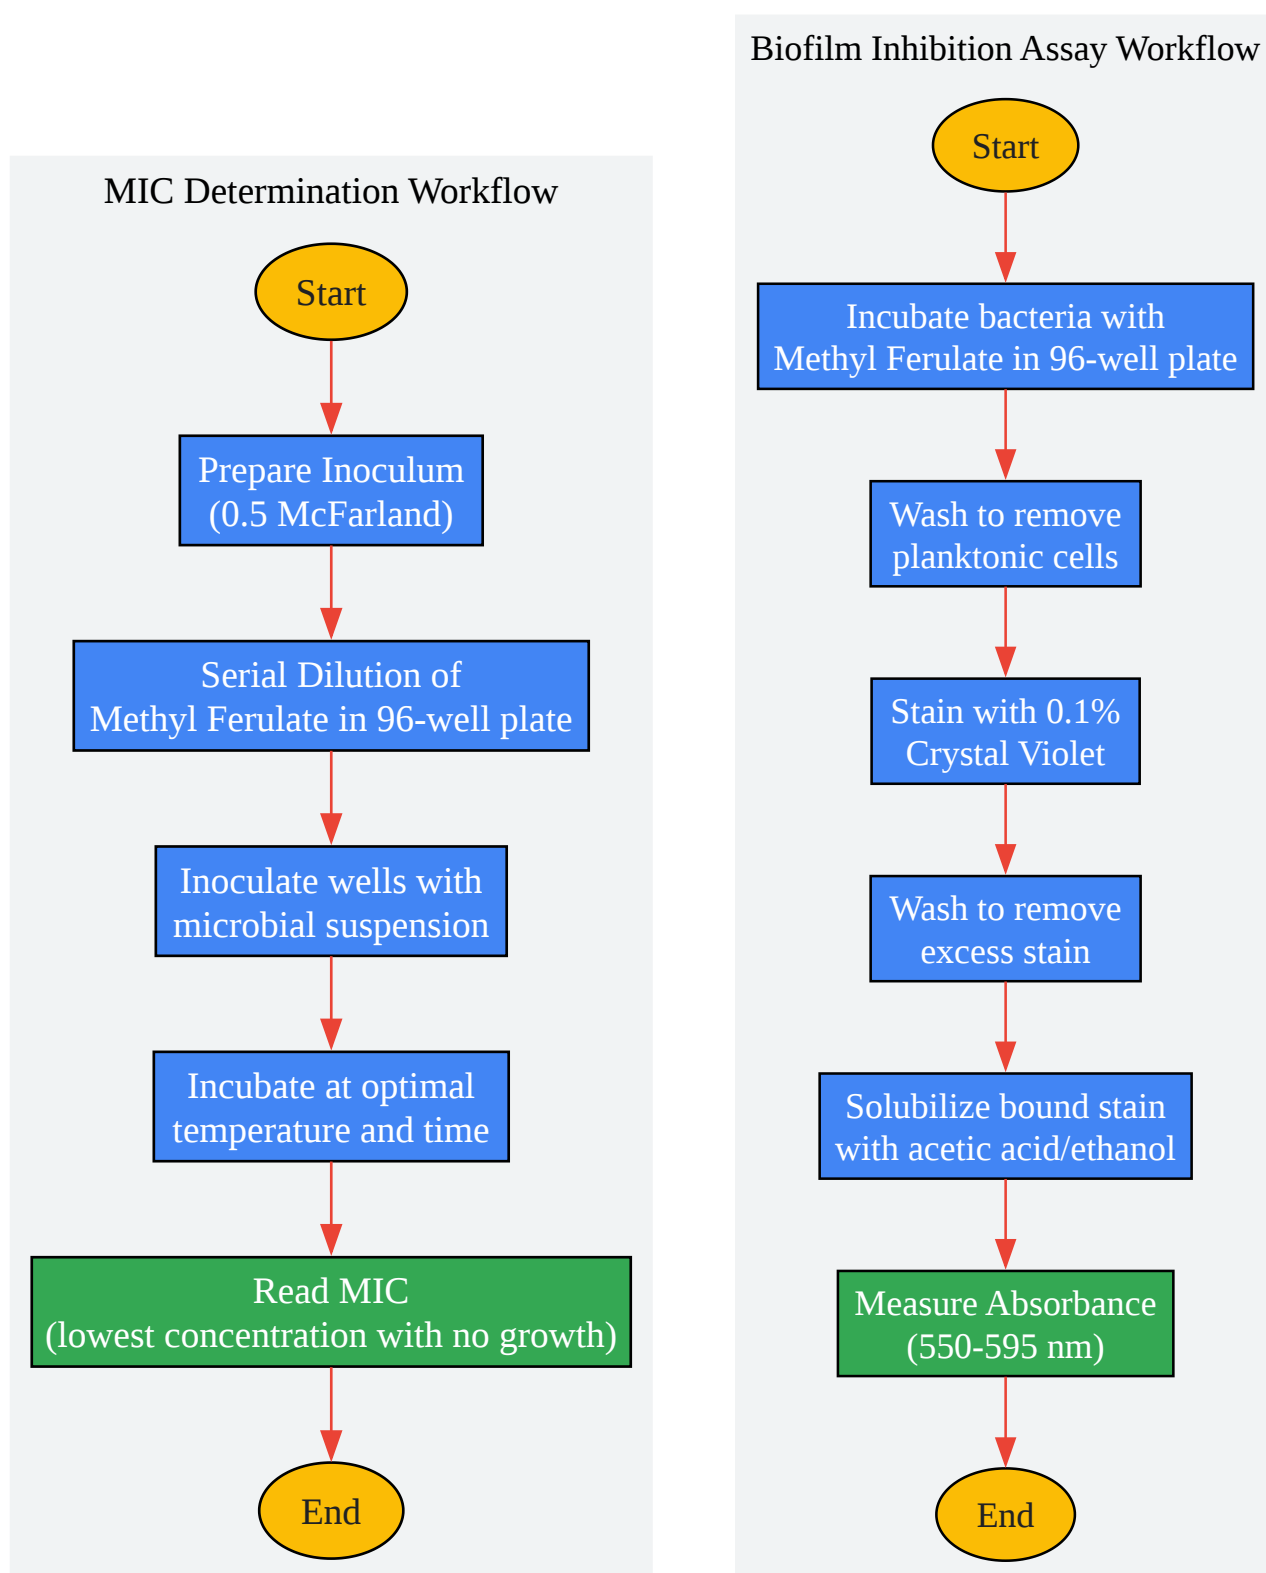 MIC Determination Workflow
Start
Prepare Inoculum
(0.5 McFarland)
Serial Dilution of
Methyl Ferulate in 96-well plate
Inoculate wells with
microbial suspension
Incubate at optimal
temperature and time
Read MIC
(lowest concentration with no growth)
End
Biofilm Inhibition Assay Workflow
Start
Incubate bacteria with
Methyl Ferulate in 96-well plate
Wash to remove
planktonic cells
Stain with 0.1%
Crystal Violet
Wash to remove
excess stain
Solubilize bound stain
with acetic acid/ethanol
Measure Absorbance
(550-595 nm)
End